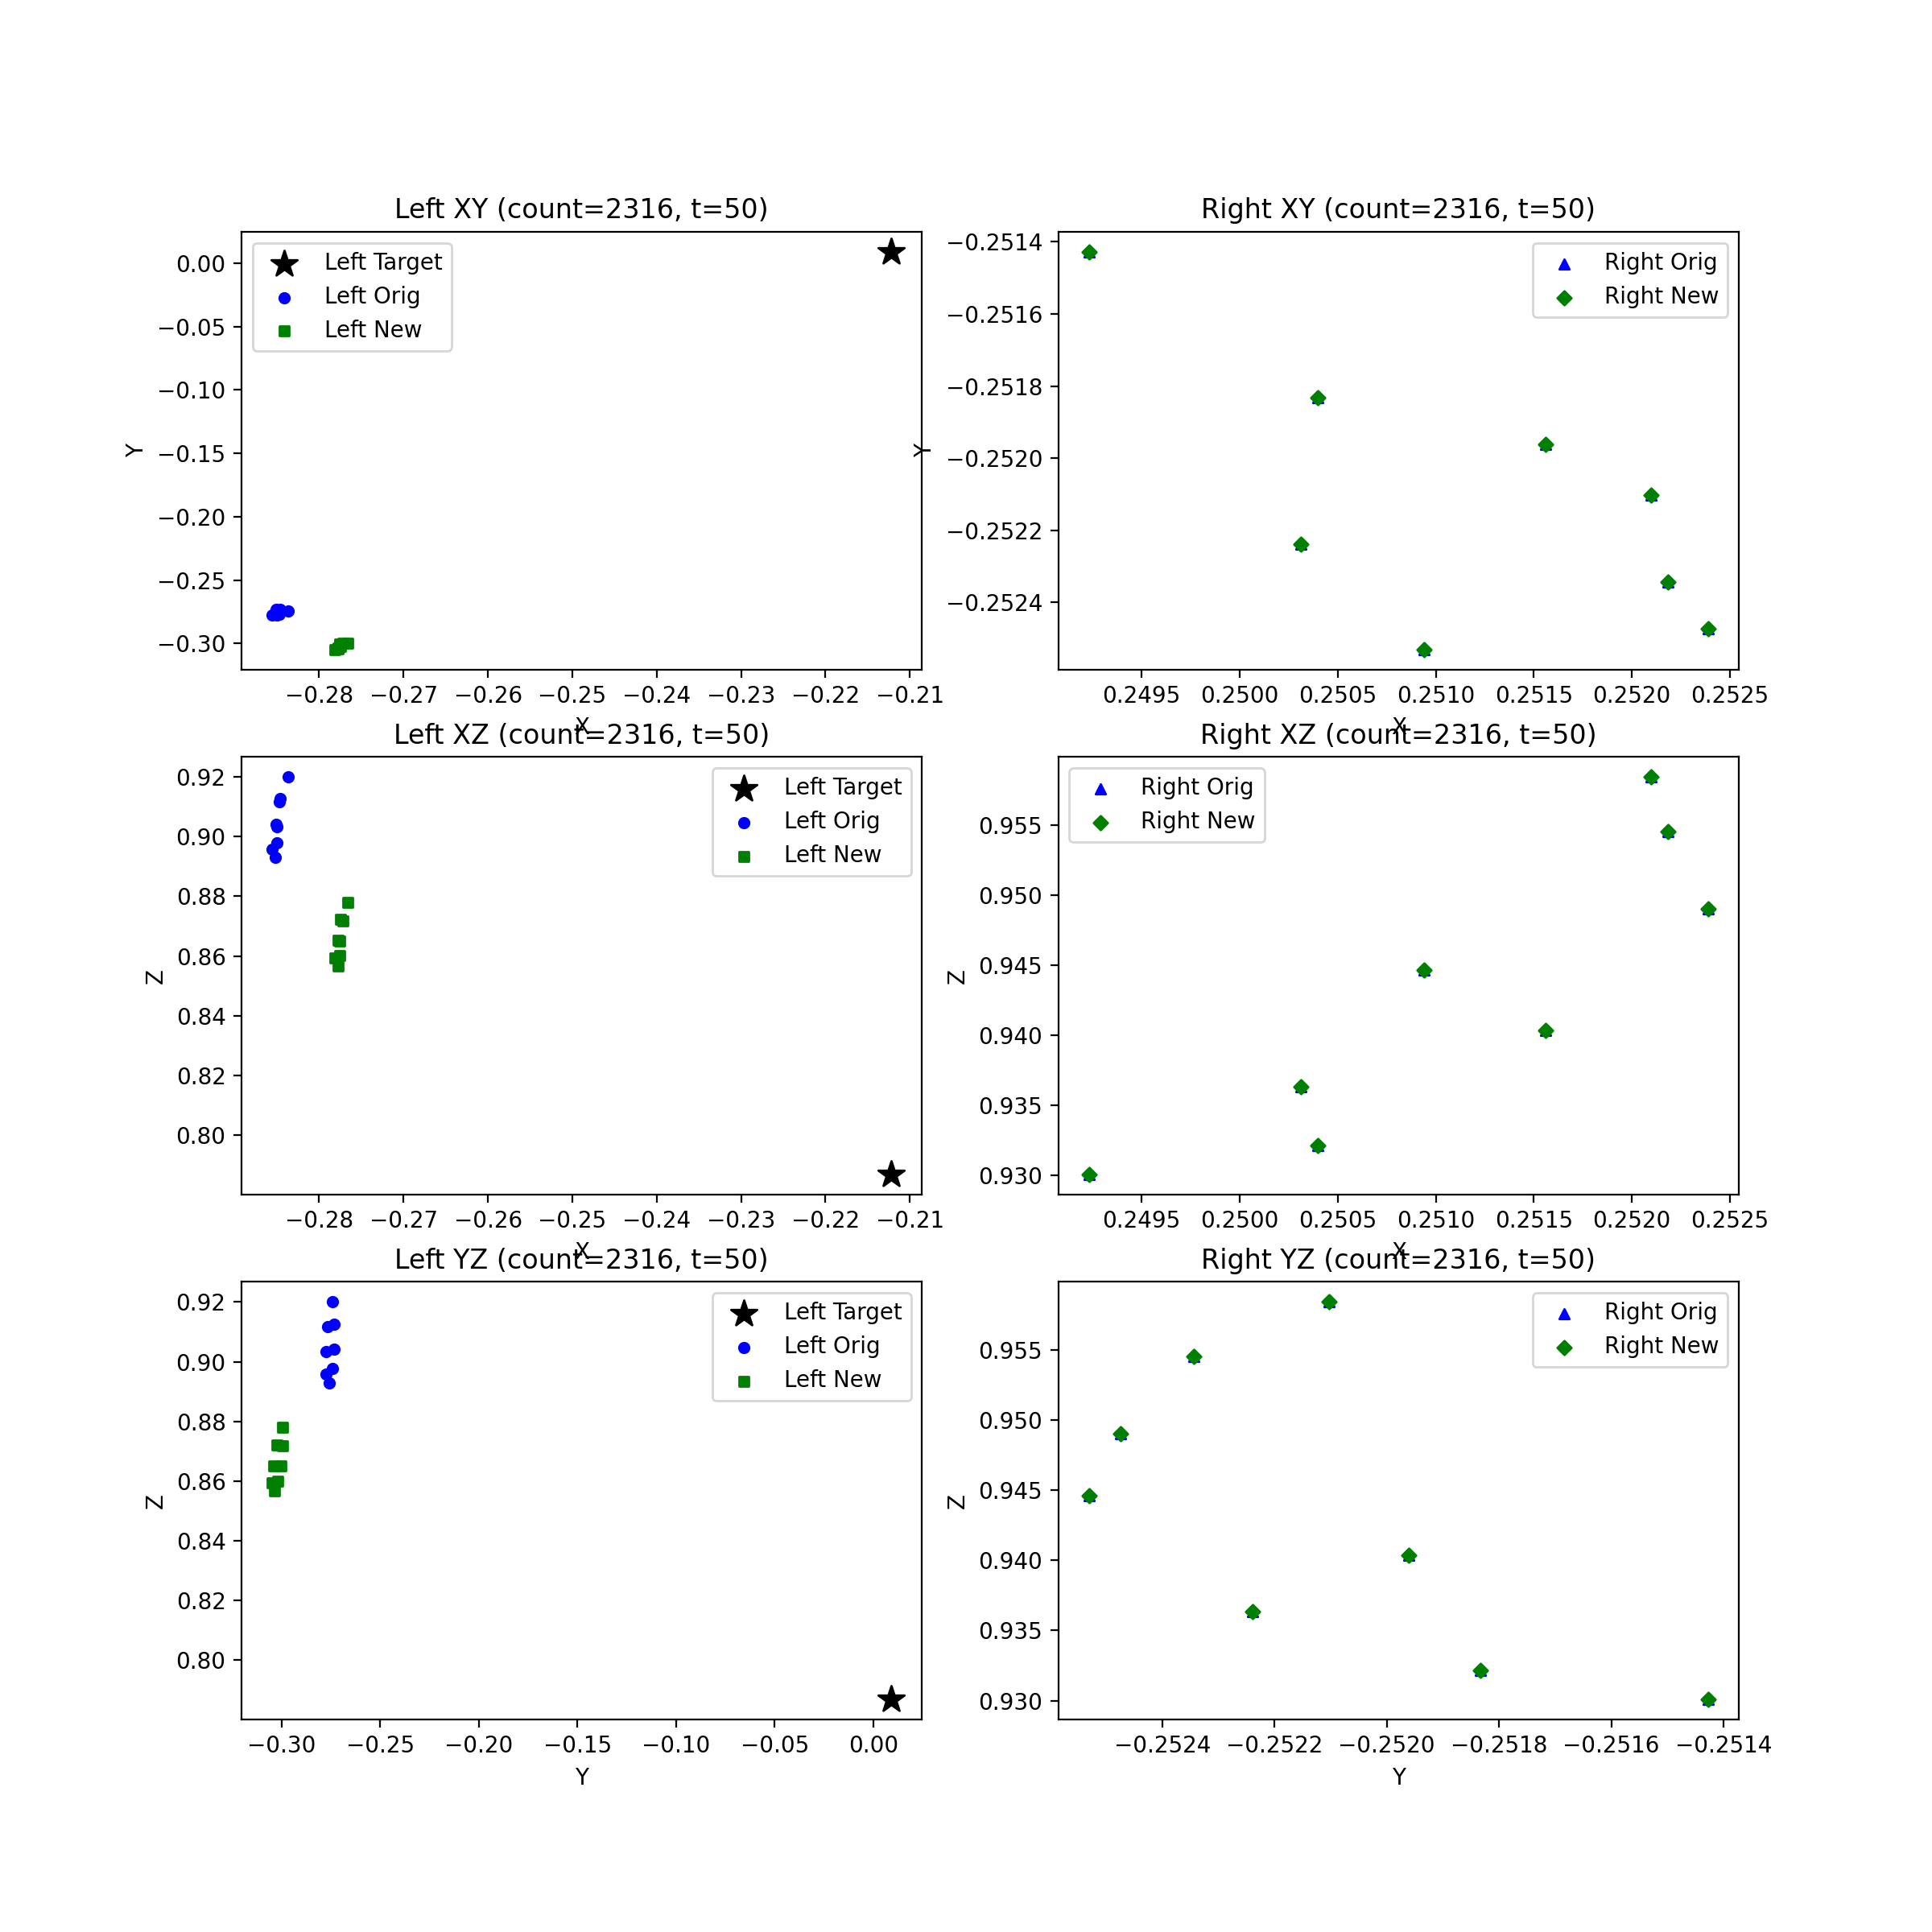 Left XY (count=2316, t=50)
0.00
−0.05
−0.10
−0.15
−0.20
−0.25
−0.30
Y
Left Target
Left Orig
Left New
−0.28 −0.27 −0.26 −0.25 −0.24 −0.23 −0.22 −0.21
X
Right XY (count=2316, t=50)
−0.2514
−0.2516
−0.2518
−0.2520
−0.2522
−0.2524
Y
Right Orig
Right New
0.2495 0.2500 0.2505 0.2510 0.2515 0.2520 0.2525
X
Left XZ (count=2316, t=50)
0.92
0.90
0.88
0.86
0.84
0.82
0.80
Z
Left Target
Left Orig
Left New
−0.28 −0.27 −0.26 −0.25 −0.24 −0.23 −0.22 −0.21
X
Right XZ (count=2316, t=50)
0.955
0.950
0.945
0.940
0.935
0.930
Z
Right Orig
Right New
0.2495 0.2500 0.2505 0.2510 0.2515 0.2520 0.2525
X
Left YZ (count=2316, t=50)
0.92
0.90
0.88
0.86
0.84
0.82
0.80
Z
Left Target
Left Orig
Left New
−0.30 −0.25 −0.20 −0.15 −0.10 −0.05 0.00
Y
Right YZ (count=2316, t=50)
0.955
0.950
0.945
0.940
0.935
0.930
Z
Right Orig
Right New
−0.2524 −0.2522 −0.2520 −0.2518 −0.2516 −0.2514
Y